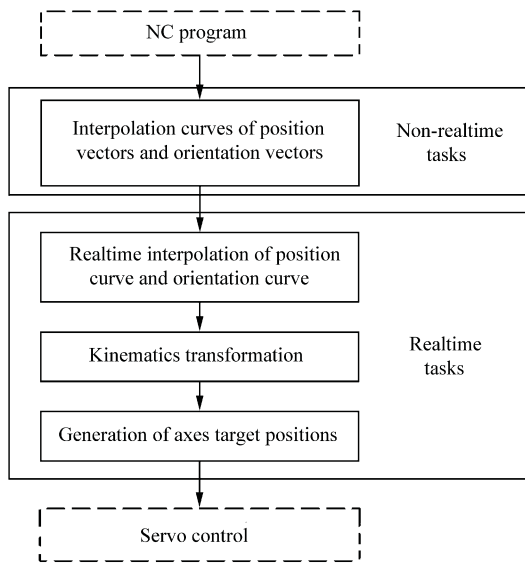 NC program
Interpolation curves of position
vectors and orientation vectors
Non-realtime
tasks
Realtime interpolation of position
curve and orientation curve
Kinematics transformation
Realtime
tasks
Generation of axes target positions
Servo control